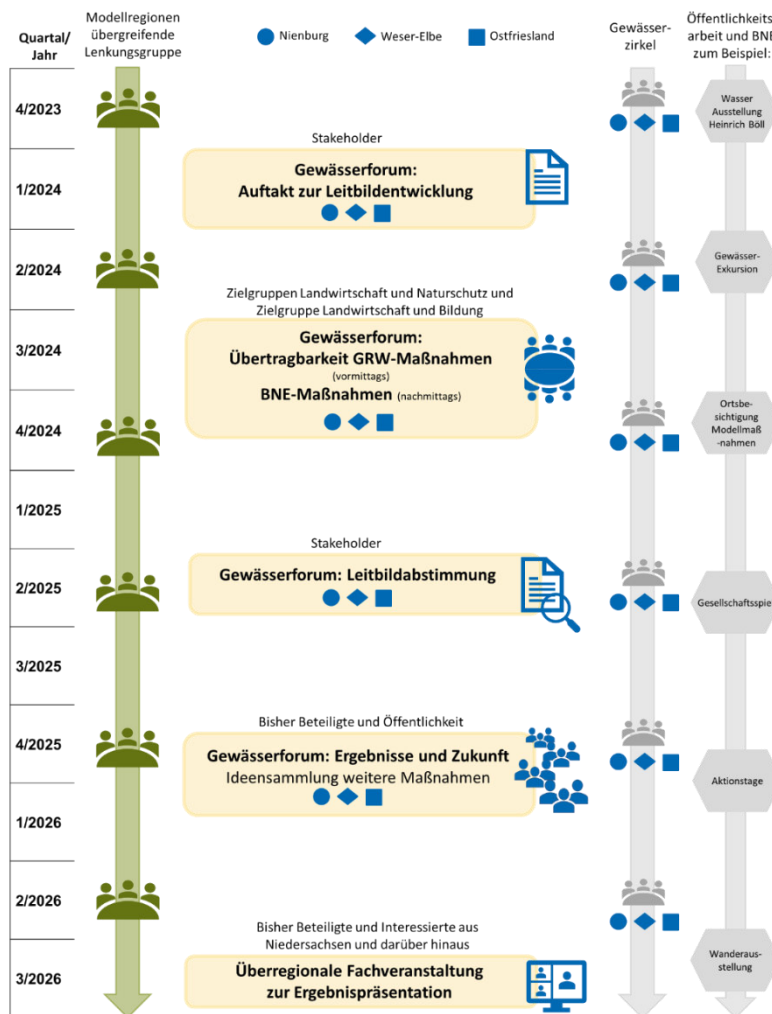 Quartal/
Jahr
Modellregionen
übergreifende
Lenkungsgruppe
Nienburg
Weser-Elbe
Ostfriesland
Gewässer-
zirkel
Öffentlichkeits
arbeit und BNE
zum Beispiel:
4/2023
1/2024
2/2024
3/2024
4/2024
1/2025
2/2025
3/2025
4/2025
1/2026
2/2026
3/2026
Stakeholder
Gewässerforum:
Auftakt zur Leitbildentwicklung
Zielgruppen Landwirtschaft und Naturschutz und
Zielgruppe Landwirtschaft und Bildung
Gewässerforum:
Übertragbarkeit GRW-Maßnahmen
(vormittags)
BNE-Maßnahmen (nachmittags)
Stakeholder
Gewässerforum: Leitbildabstimmung
Bisher Beteiligte und Öffentlichkeit
Gewässerforum: Ergebnisse und Zukunft
Ideensammlung weitere Maßnahmen
Bisher Beteiligte und Interessierte aus
Niedersachsen und darüber hinaus
Überregionale Fachveranstaltung
zur Ergebnispräsentation
Wasser
Ausstellung
Heinrich Böll
Gewässer-
Exkursion
Ortsbe-
sichtigung
Modellmaß
-nahmen
Gesellschaftsspiel
Aktionstage
Wanderaus-
stellung